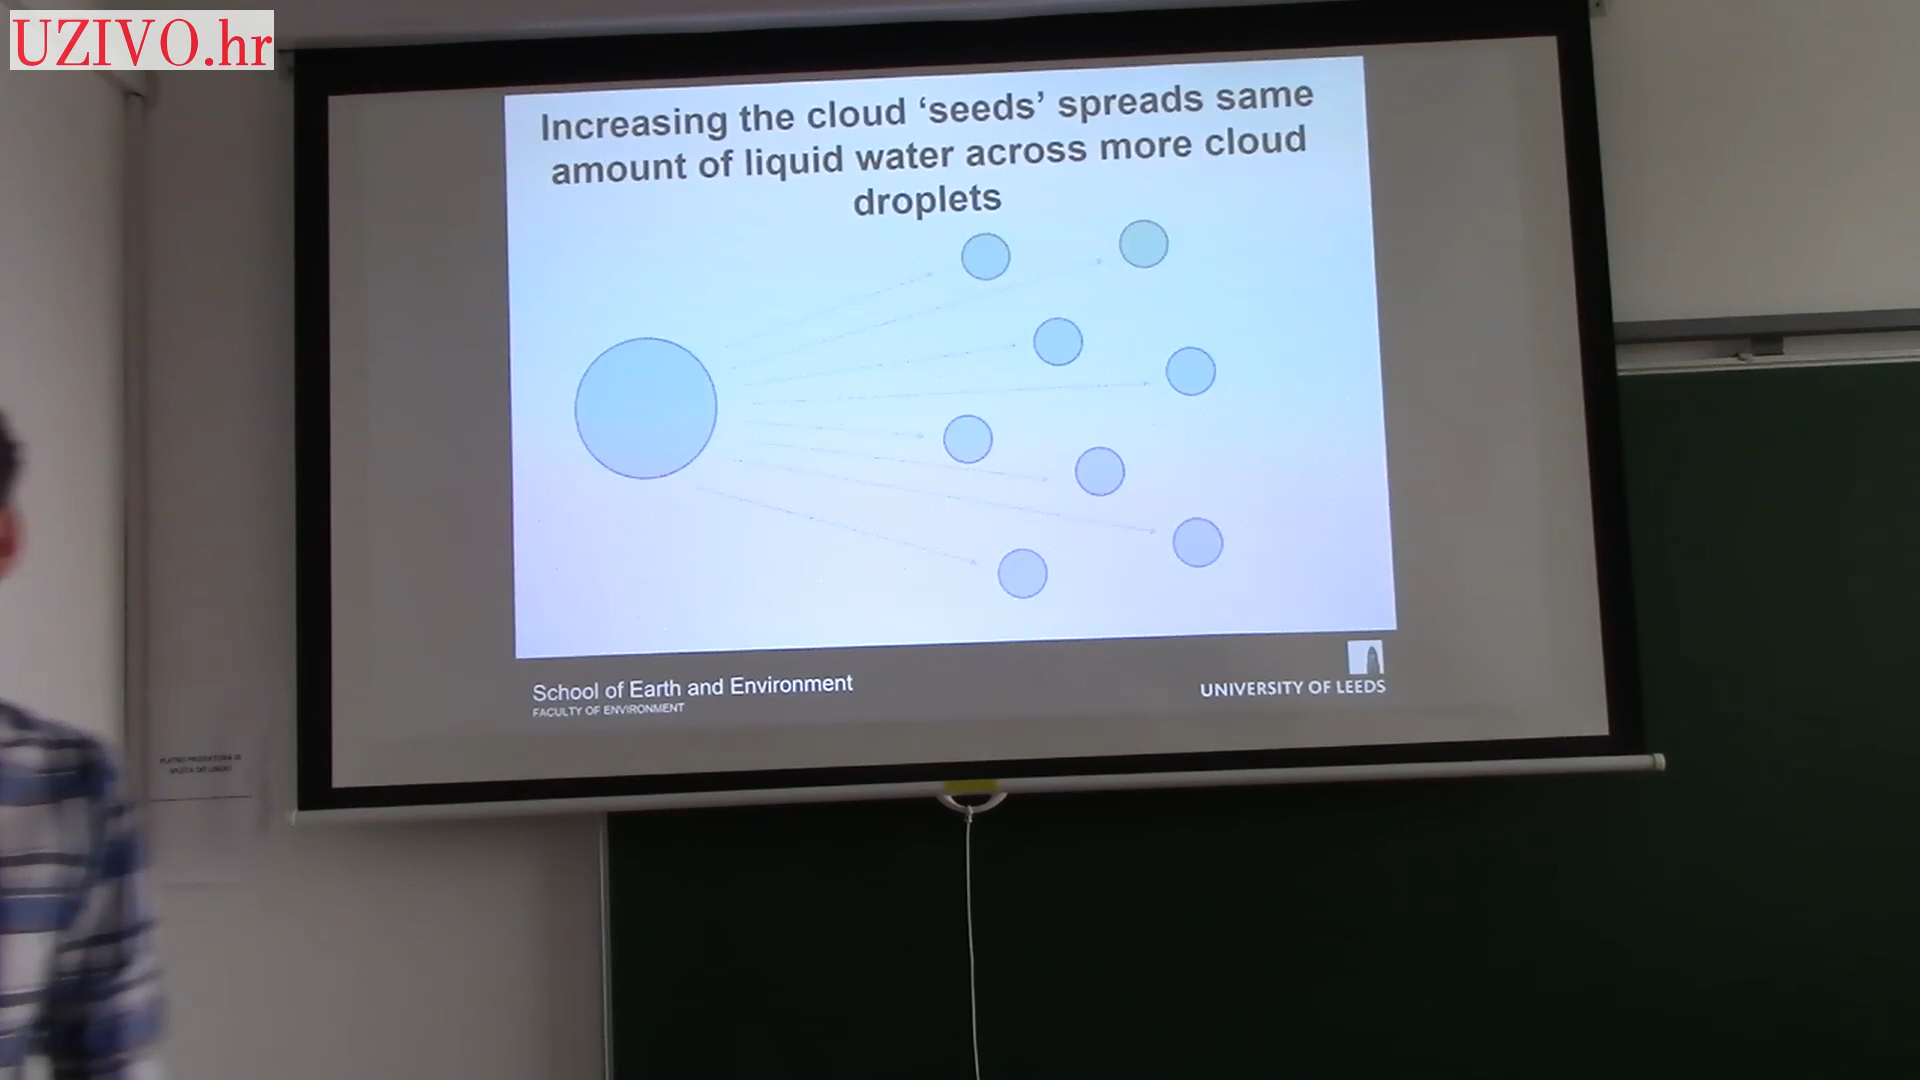 UZIVO.hr
Increasing the cloud ‘seeds’ spreads same
amount of liquid water across more cloud
droplets
School of Earth and Environment
FACULTY OF ENVIRONMENT
UNIVERSITY OF LEEDS